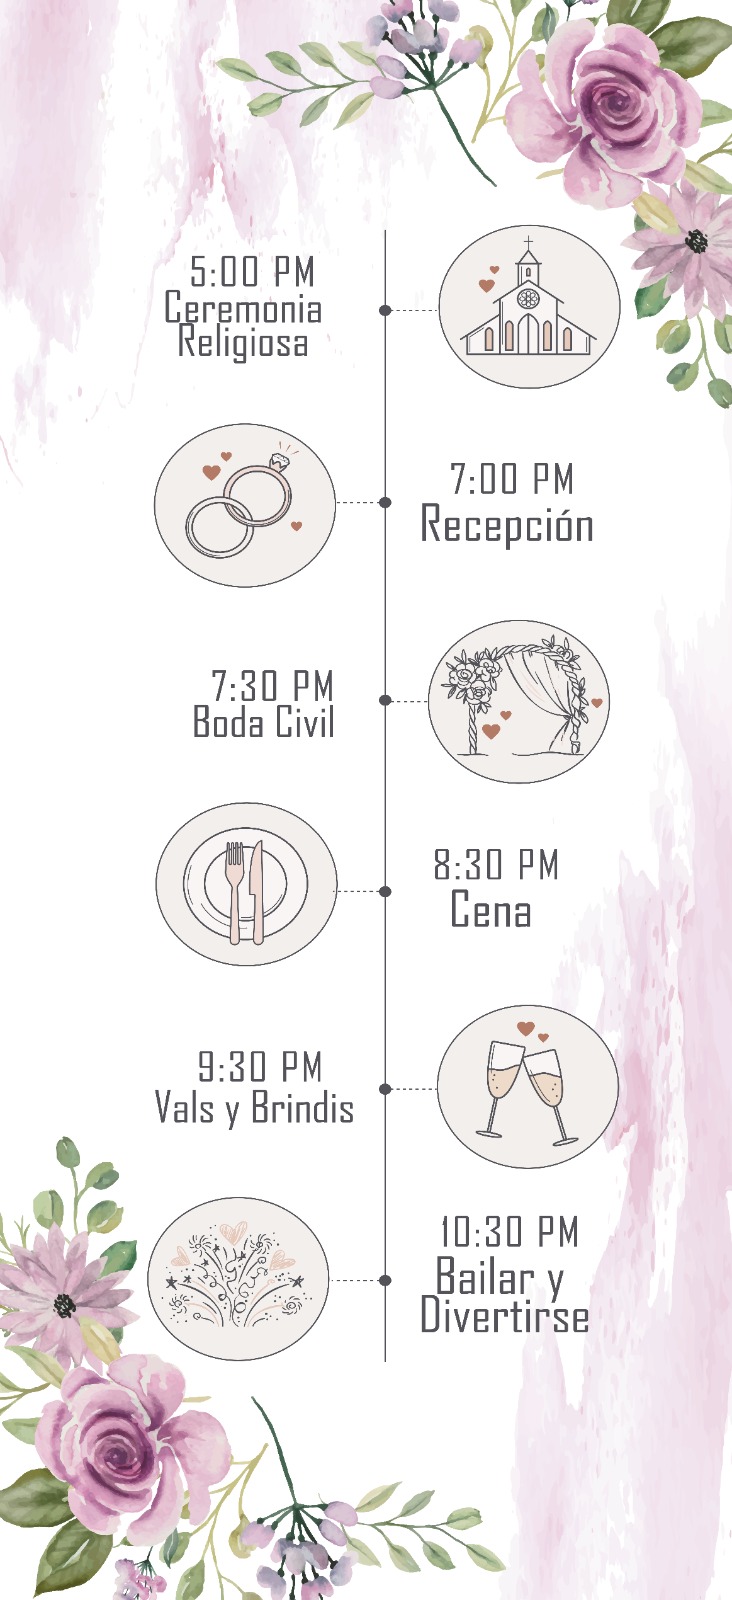 5:00 PM
Ceremonia
Religiosa
7:00 PM
Recepción
7:30 PM
Boda Civil
8:30 PM
Cena
9:30 PM
Vals y Brindis
10:30 PM
Bailar y
Divertirse